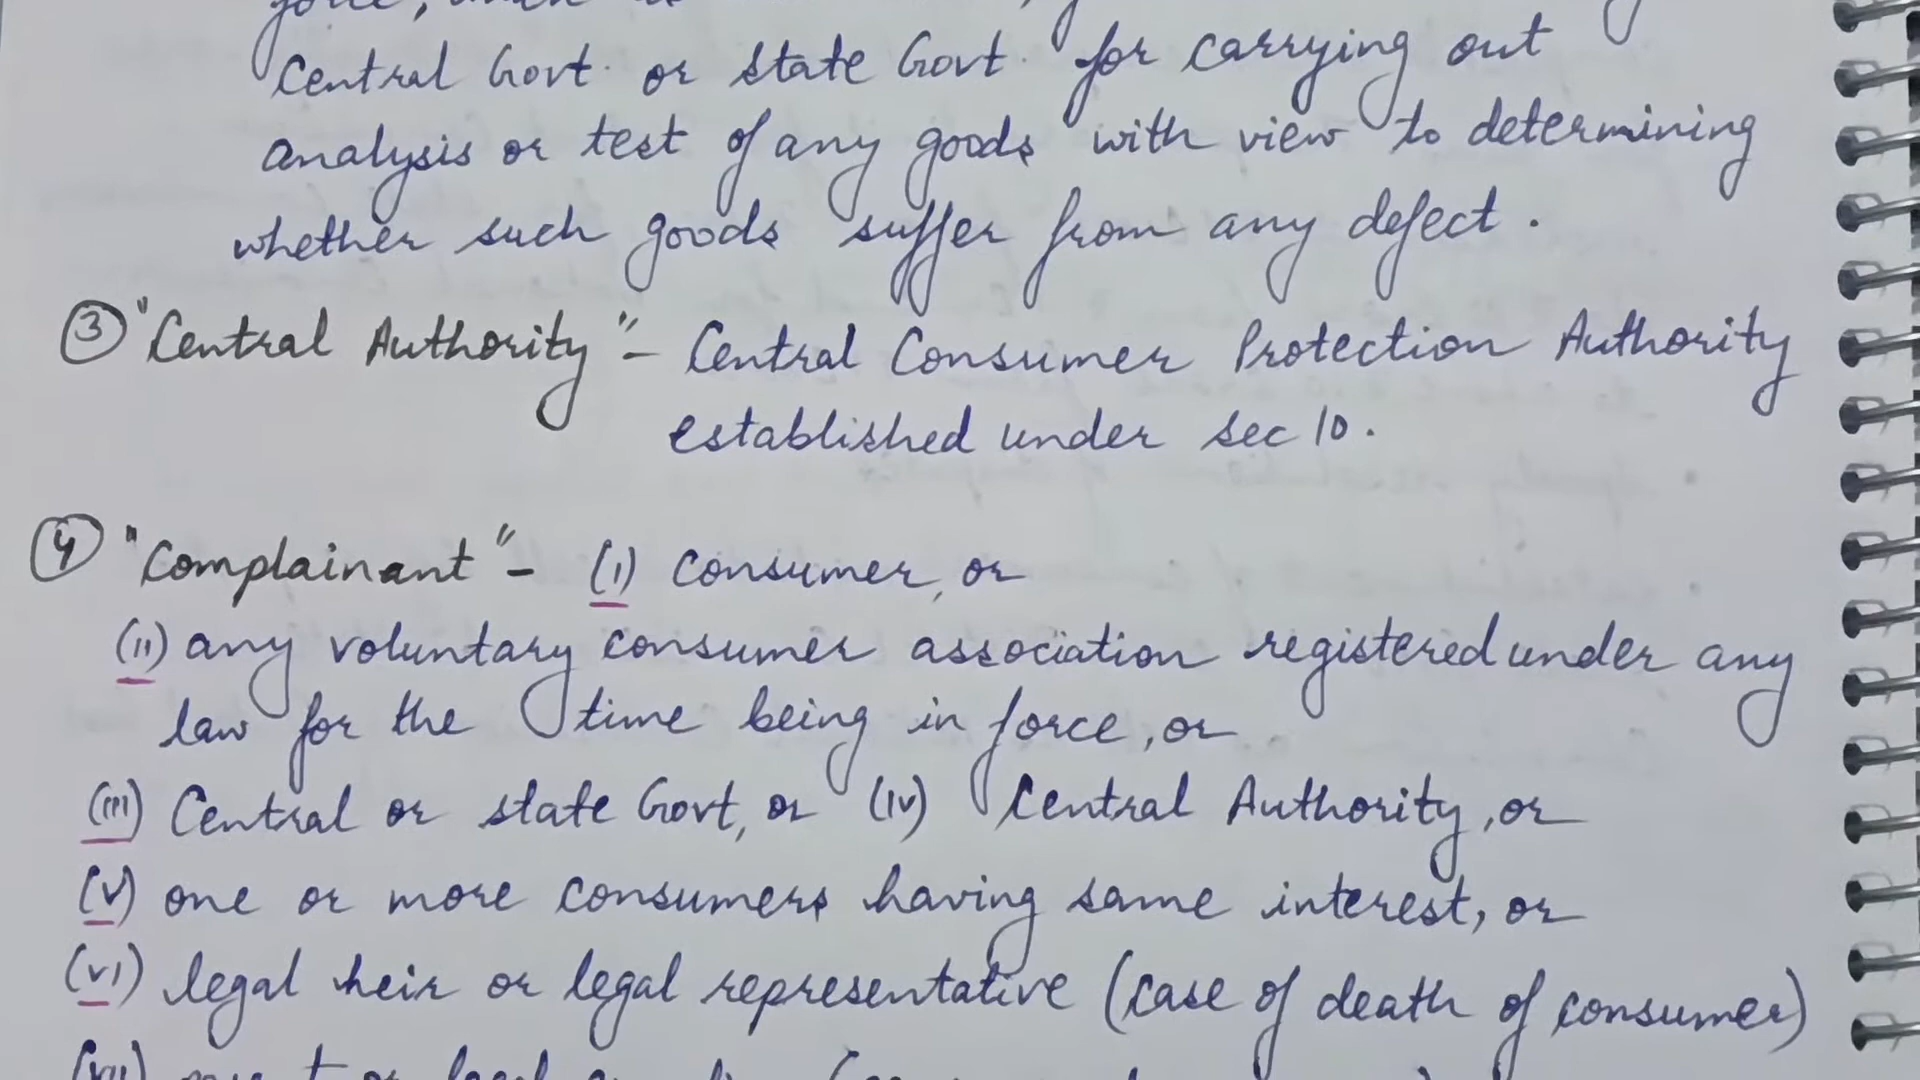 Central Govt. or state Govt. for carrying out
analysis or test of any goods with view to determining
whether such goods suffer from any defect.
③ "Central Authority" - Central Consumer Protection Authority
established under sec 10.
④ "Complainant" - (i) Consumer, or
(ii) any voluntary consumer association registered under any
law for the time being in force, or
(iii) Central or state Govt, or (iv) Central Authority, or
(v) one or more consumers having same interest, or
(vi) legal heir or legal representative (case of death of consumer)
(vii) or legal